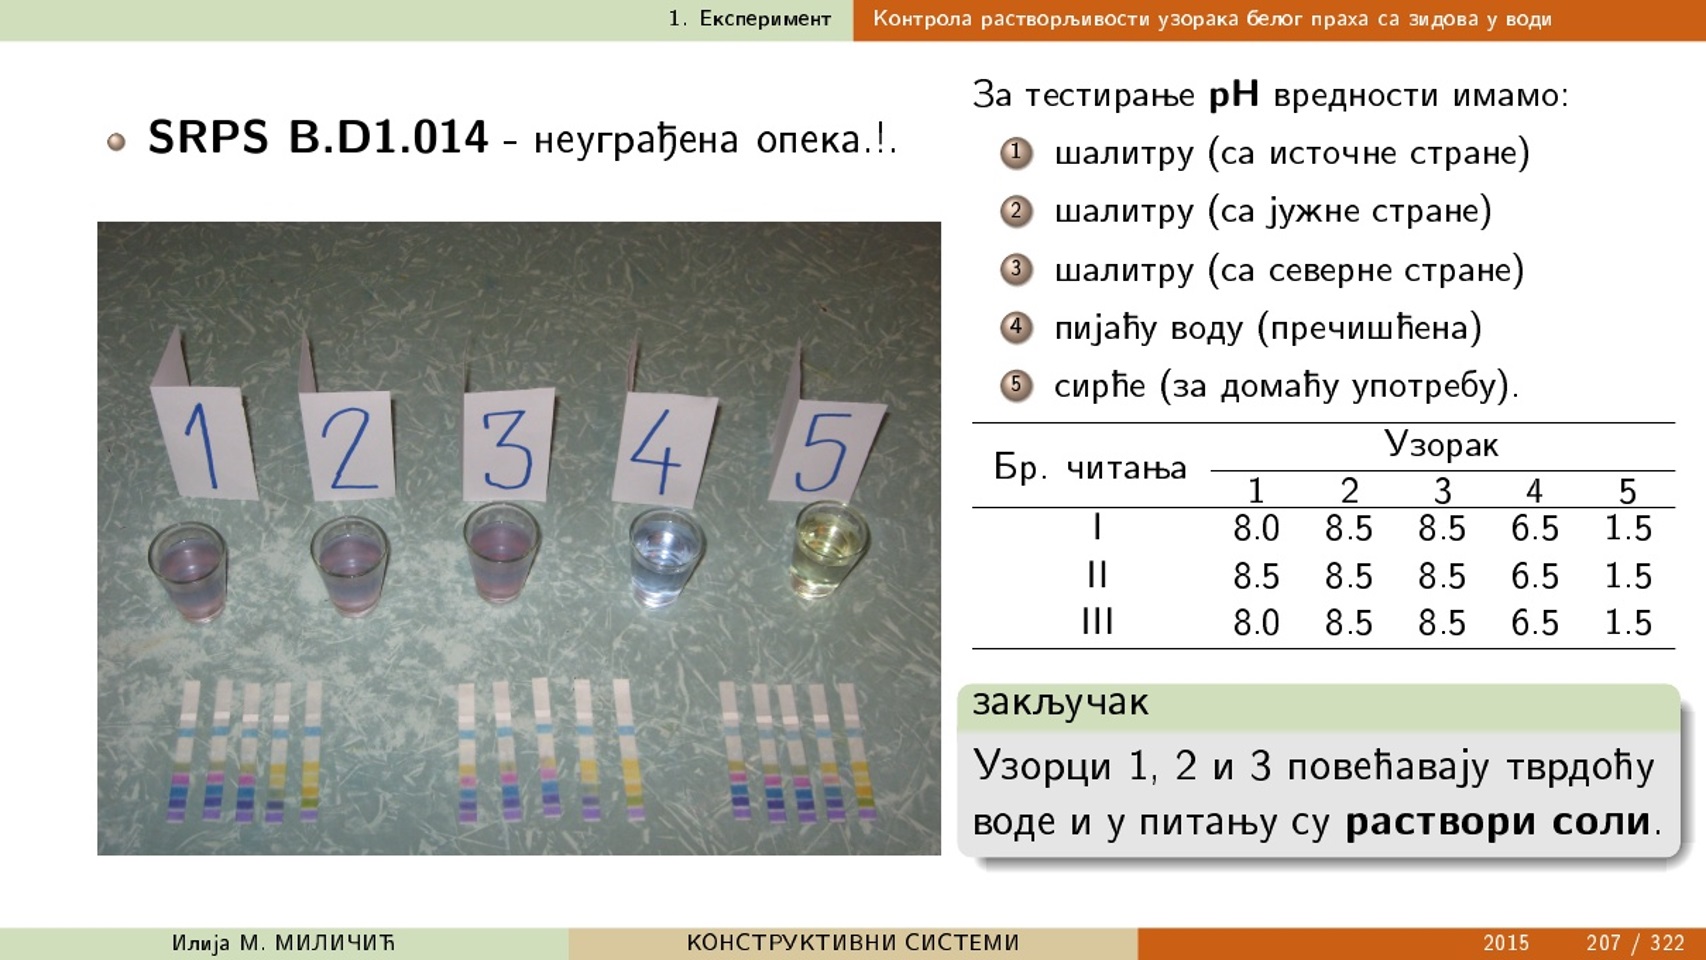 1. Експеримент
Контрола растворљивости узорака белог праха са зидова у води
SRPS B.D1.014 – неуграђена опека.!.
1
2
3
4
5
За тестирање pH вредности имамо:
1 шалитру (са источне стране)
2 шалитру (са јужне стране)
3 шалитру (са северне стране)
4 пијаћу воду (пречишћена)
5 сирће (за домаћу употребу).
Бр. читања Узорак
1 2 3 4 5
I 8.0 8.5 8.5 6.5 1.5
II 8.5 8.5 8.5 6.5 1.5
III 8.0 8.5 8.5 6.5 1.5
закључак
Узорци 1, 2 и 3 повећавају тврдоћу
воде и у питању су раствори соли.
Илија М. МИЛИЧИЋ
КОНСТРУКТИВНИ СИСТЕМИ
2015 207 / 322